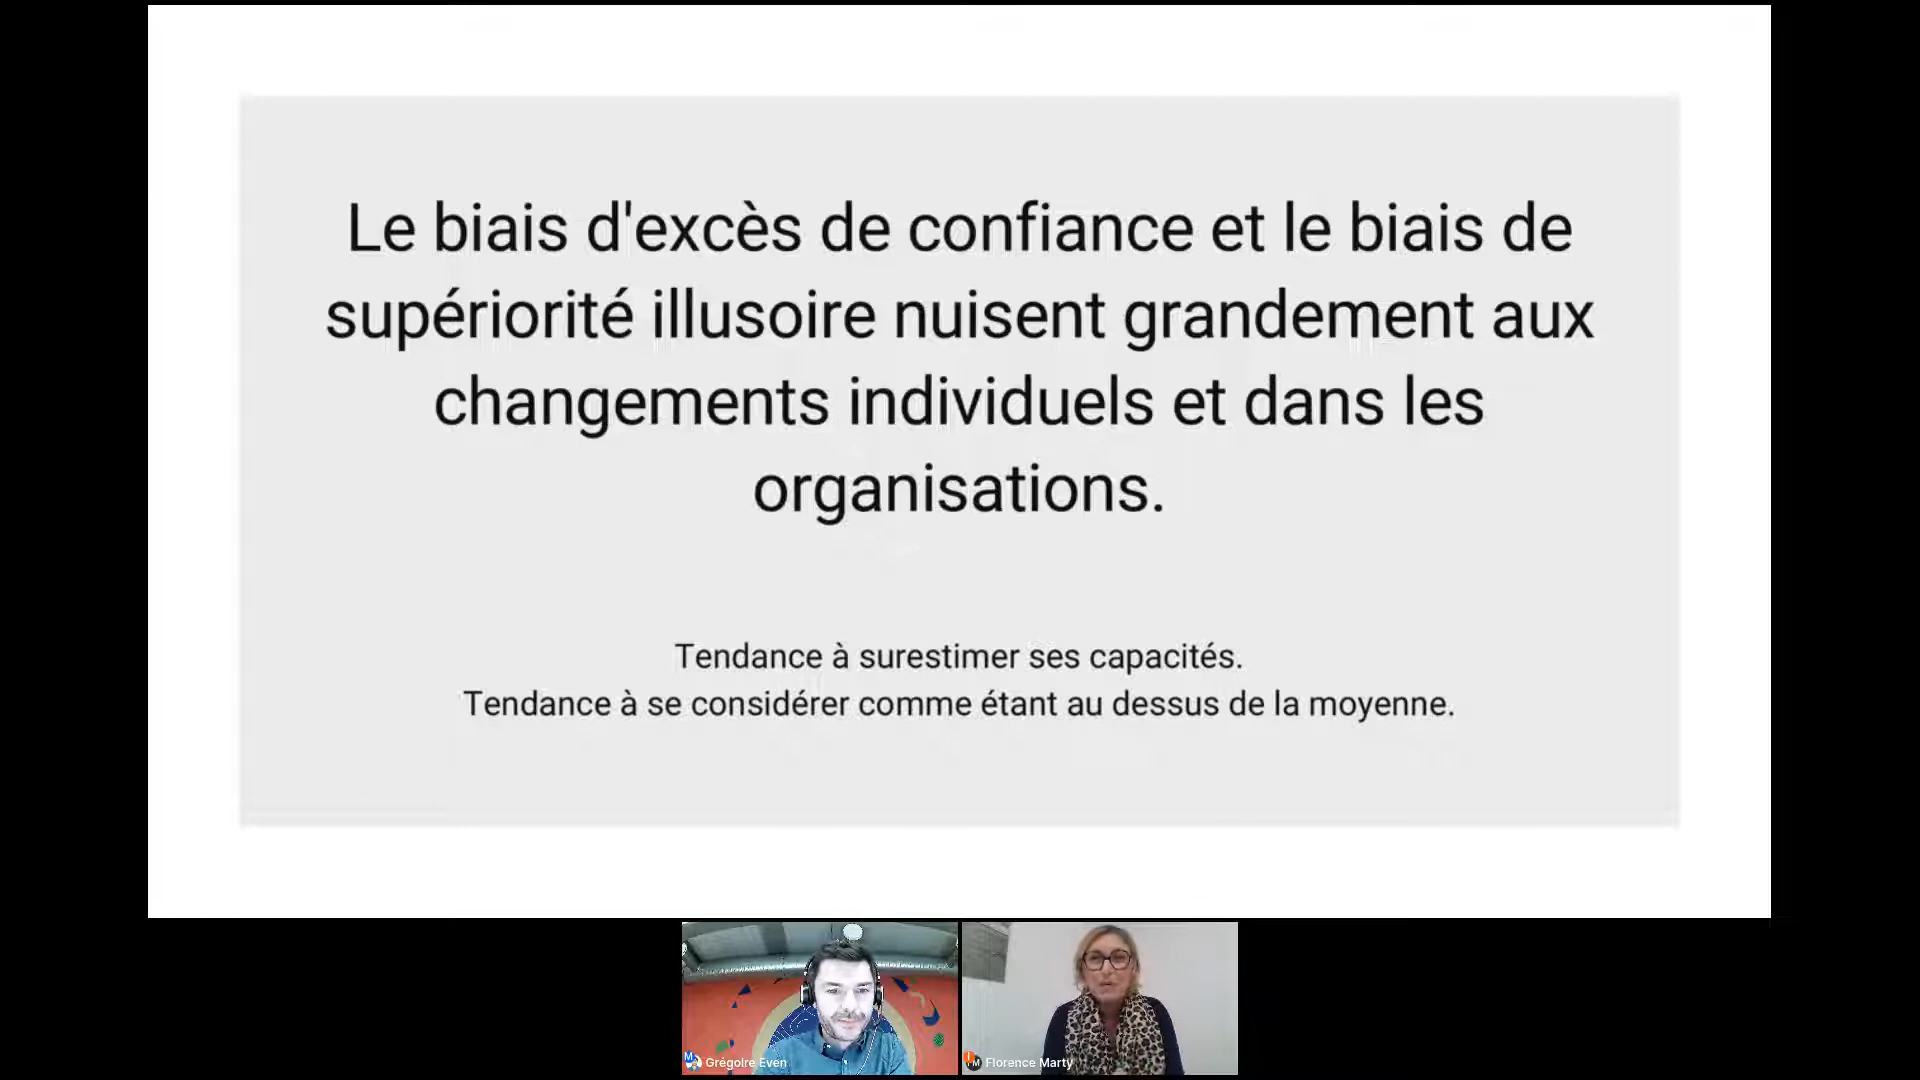 Le biais d'excès de confiance et le biais de
supériorité illusoire nuisent grandement aux
changements individuels et dans les
organisations.
Tendance à surestimer ses capacités.
Tendance à se considérer comme étant au dessus de la moyenne.
Grégoire Even
Florence Marty